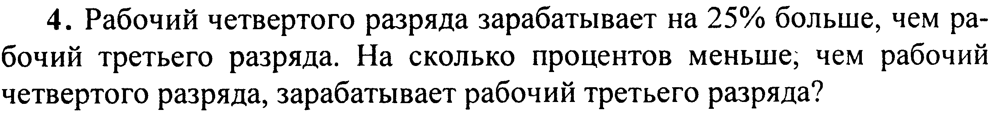 4. Рабочий четвертого разряда зарабатывает на 25% больше, чем ра-
бочий третьего разряда. На сколько процентов меньше, чем рабочий
четвертого разряда, зарабатывает рабочий третьего разряда?